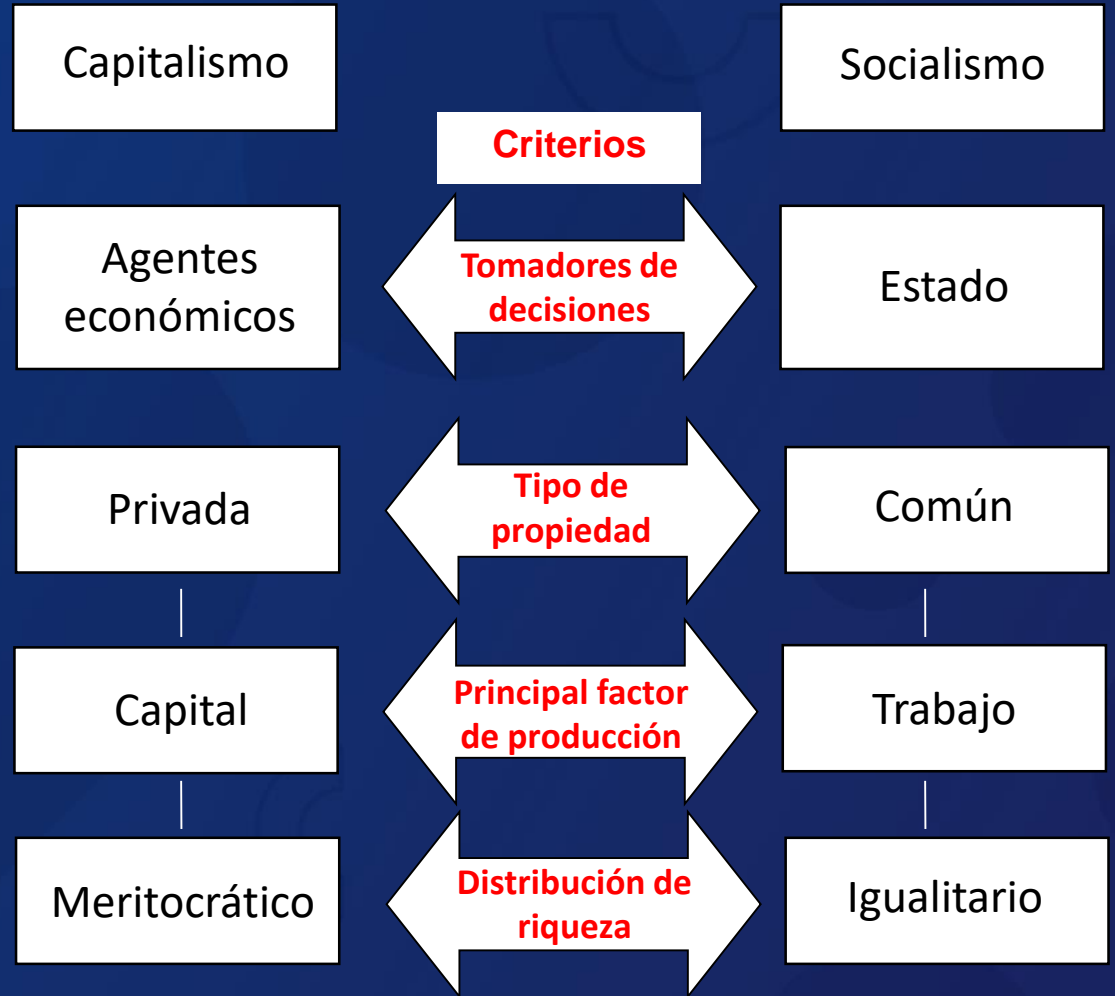 Capitalismo
Socialismo
Criterios
Agentes
económicos
Tomadores de
decisiones
Estado
Privada
Tipo de
propiedad
Común
Capital
Principal factor
de producción
Trabajo
Meritocrático
Distribución de
riqueza
Igualitario